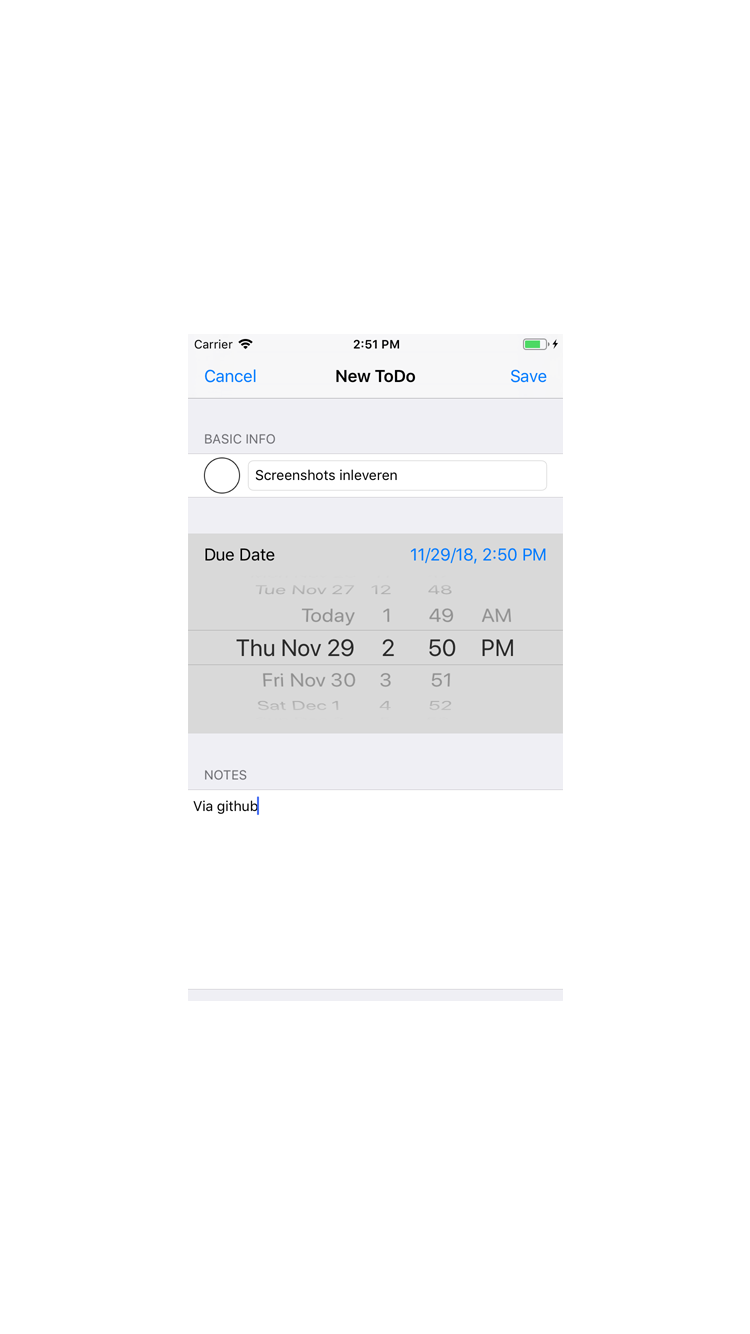 Carrier 2:51 PM
Cancel New ToDo Save
BASIC INFO
Screenshots inleveren
Due Date 11/29/18, 2:50 PM
Tue Nov 27 12 48
Today 1 49 AM
Thu Nov 29 2 50 PM
Fri Nov 30 3 51
Sat Dec 1 4 52
NOTES
Via github